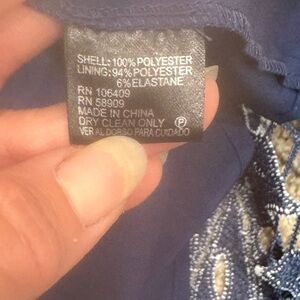 SHELL: 100% POLYESTER
LINING: 94% POLYESTER
6% ELASTANE
RN 106409
RN 58909
MADE IN CHINA
DRY CLEAN ONLY Ⓟ
VER AL DORSO PARA CUIDADO